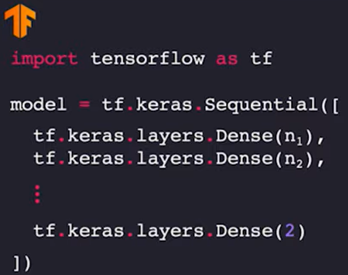 TF
import tensorflow as tf
model = tf.keras.Sequential([
tf.keras.layers.Dense(n₁),
tf.keras.layers.Dense(n₂),
⋮
tf.keras.layers.Dense(2)
])